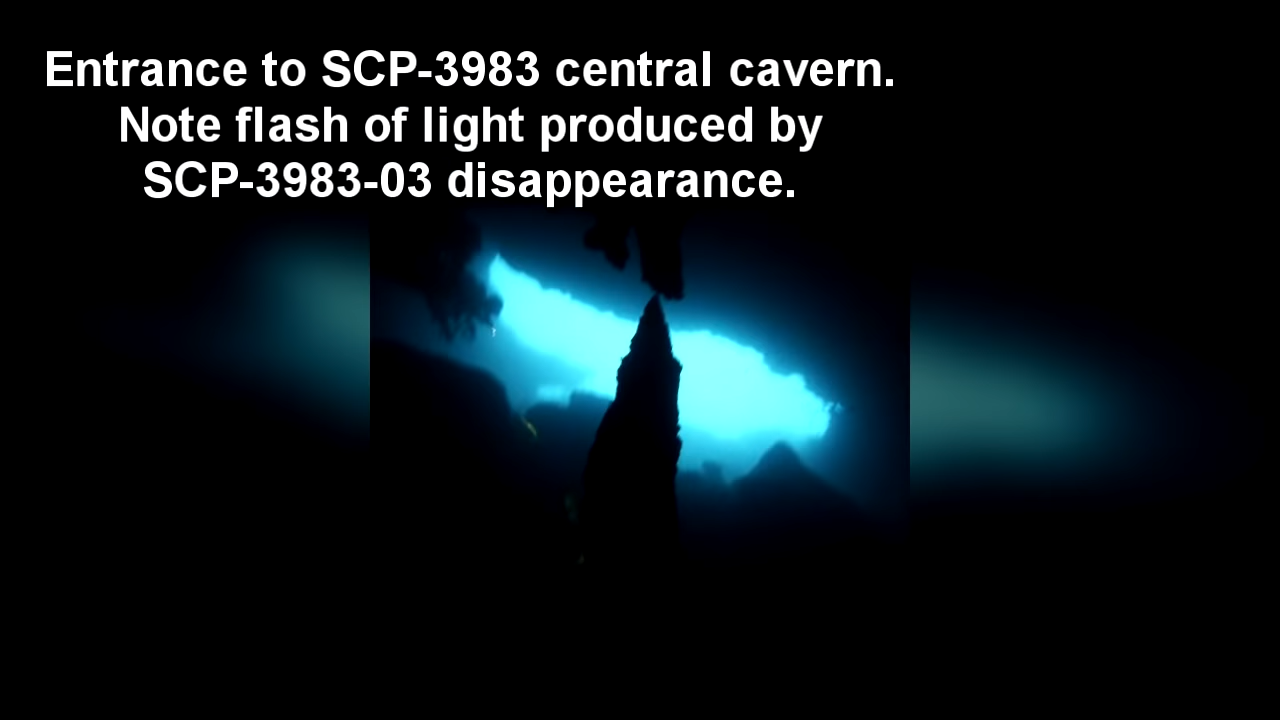 Entrance to SCP-3983 central cavern.
Note flash of light produced by
SCP-3983-03 disappearance.